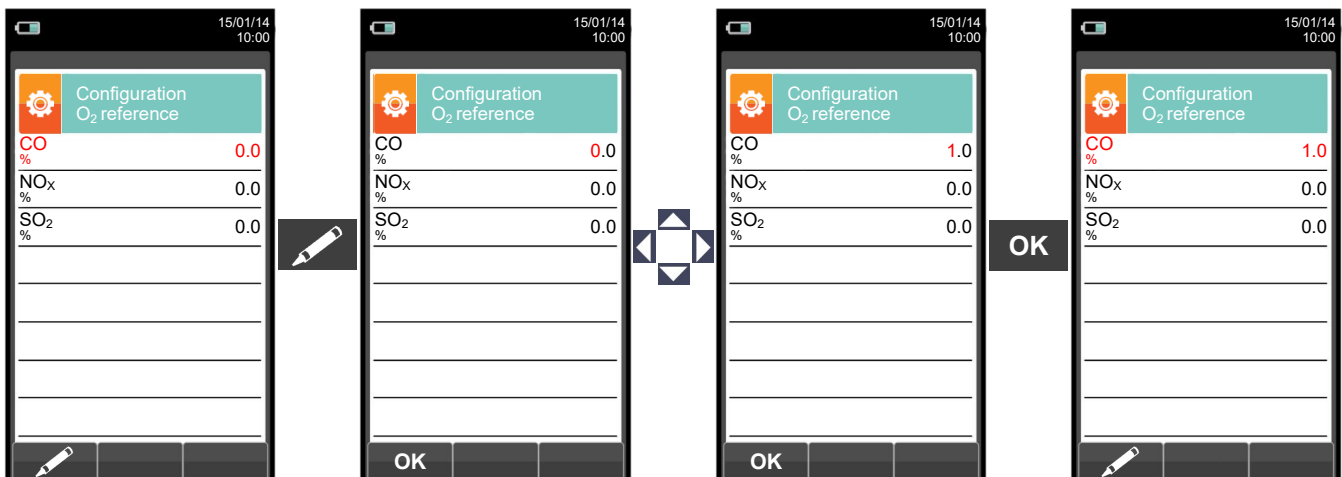 15/01/14
10:00
Configuration
O₂ reference
CO
%
0.0
NOX
%
0.0
SO₂
%
0.0
15/01/14
10:00
Configuration
O₂ reference
CO
%
0.0
NOX
%
0.0
SO₂
%
0.0
OK
15/01/14
10:00
Configuration
O₂ reference
CO
%
1.0
NOX
%
0.0
SO₂
%
0.0
OK
OK
15/01/14
10:00
Configuration
O₂ reference
CO
%
1.0
NOX
%
0.0
SO₂
%
0.0